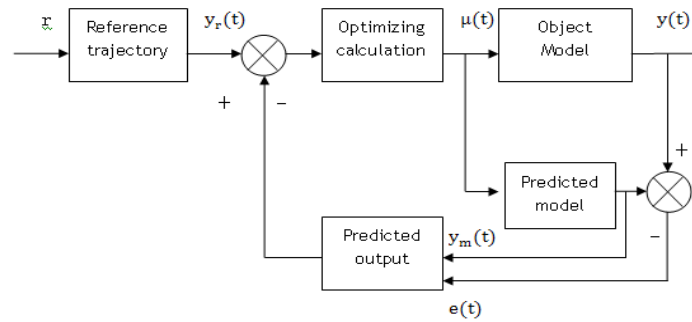 r
Reference
trajectory
yr(t)
+
-
Optimizing
calculation
μ(t)
Object
Model
y(t)
+
Predicted
model
-
Predicted
output
ym(t)
e(t)